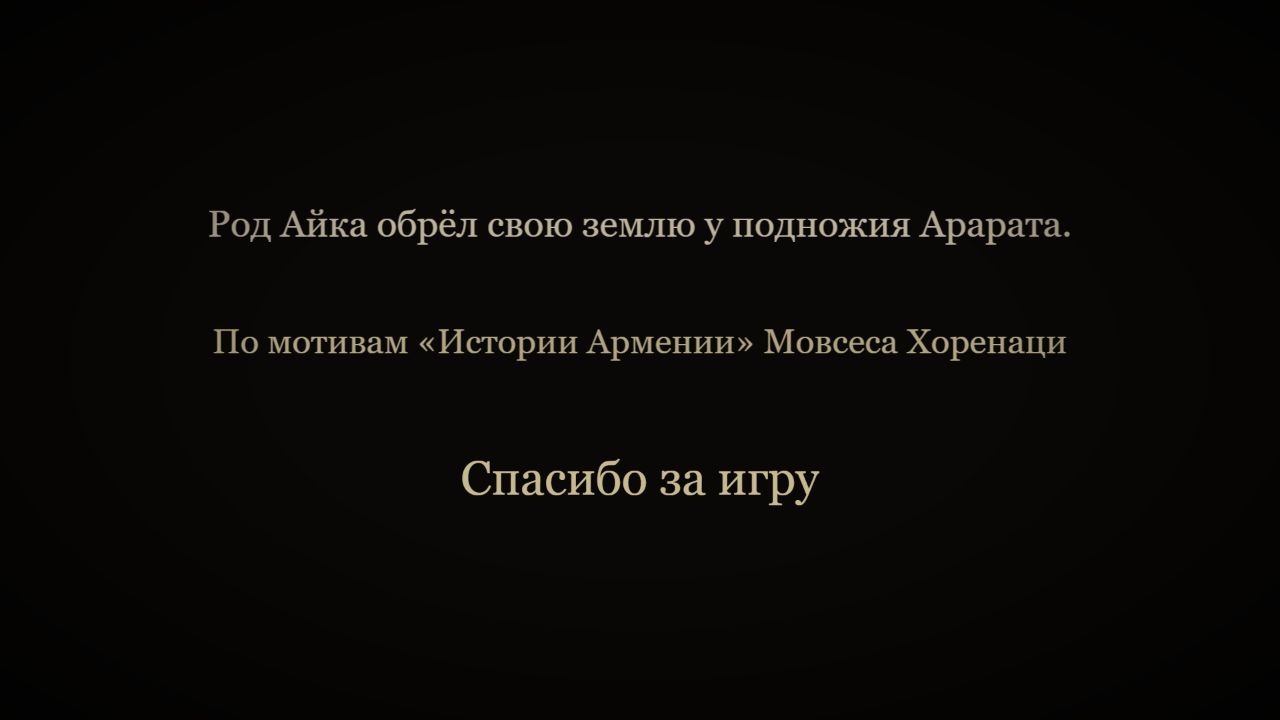 Род Айка обрёл свою землю у подножия Арарата.
По мотивам «Истории Армении» Мовсеса Хоренаци
Спасибо за игру